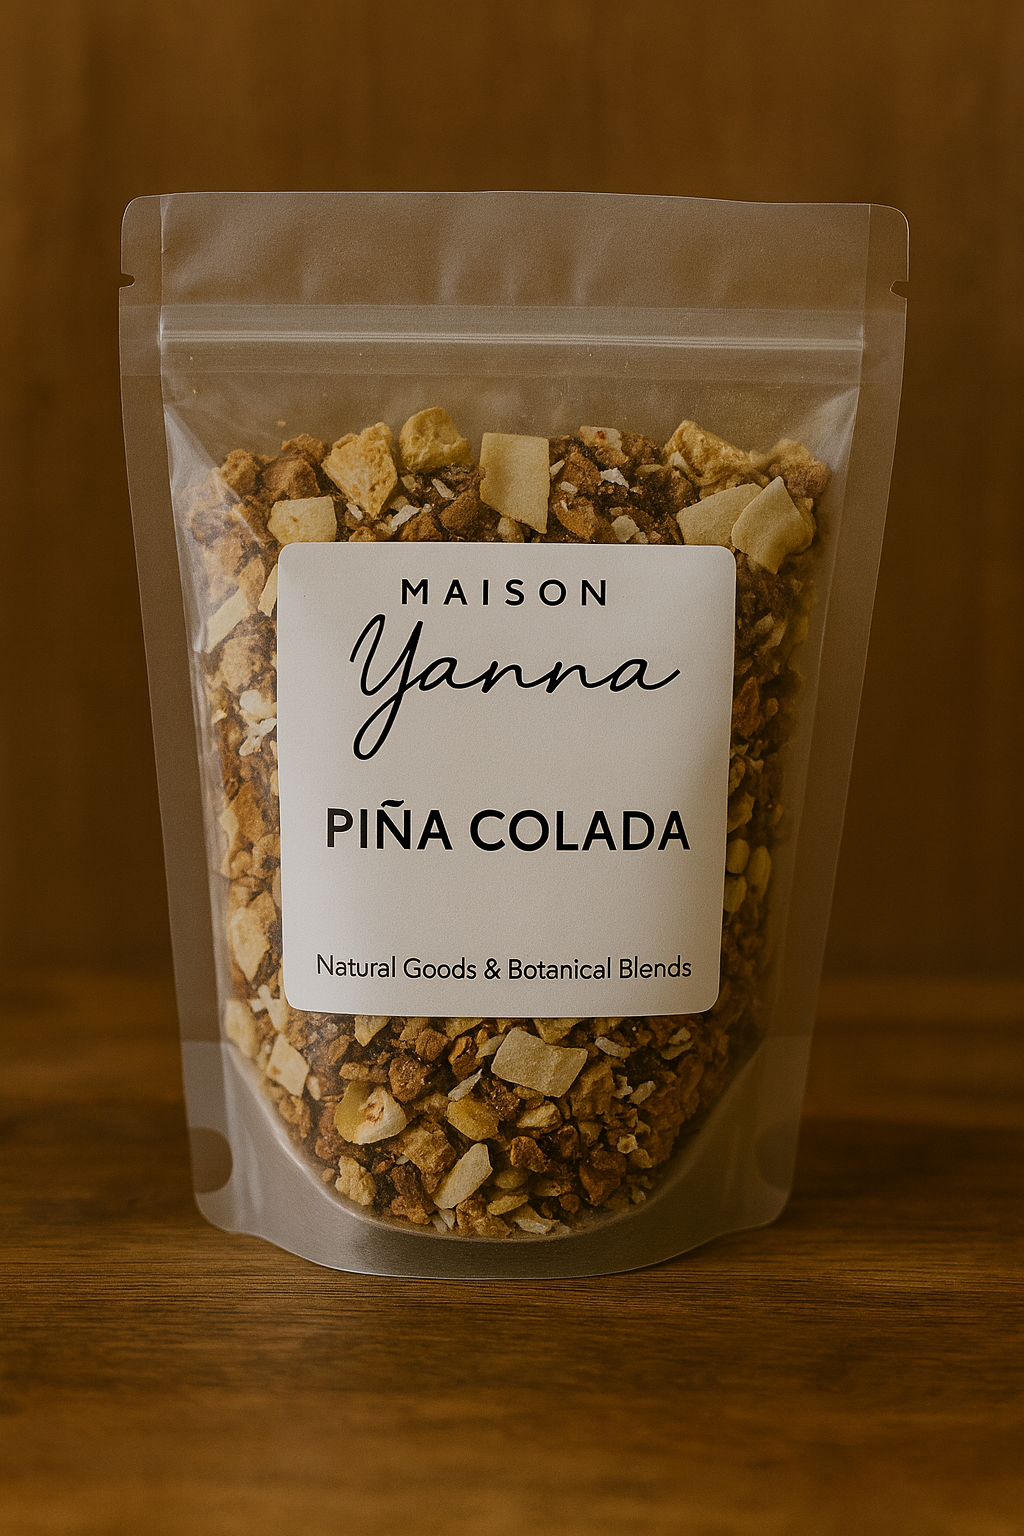 MAISON
Yanna
PIÑA COLADA
Natural Goods & Botanical Blends